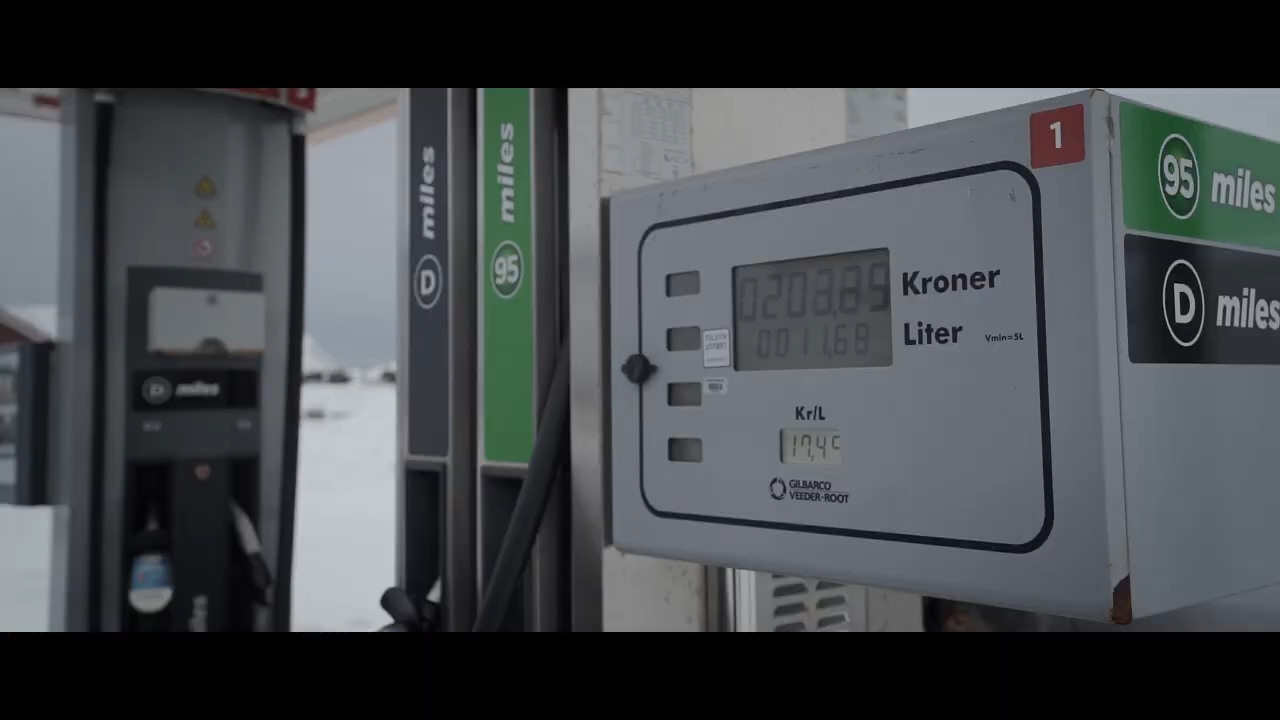 1
95 miles
D miles
miles D
miles 95
0203,89 Kroner
0011,68 Liter Vmin=5L
Kr/L
17,45
GILBARCO
VEEDER-ROOT
D miles